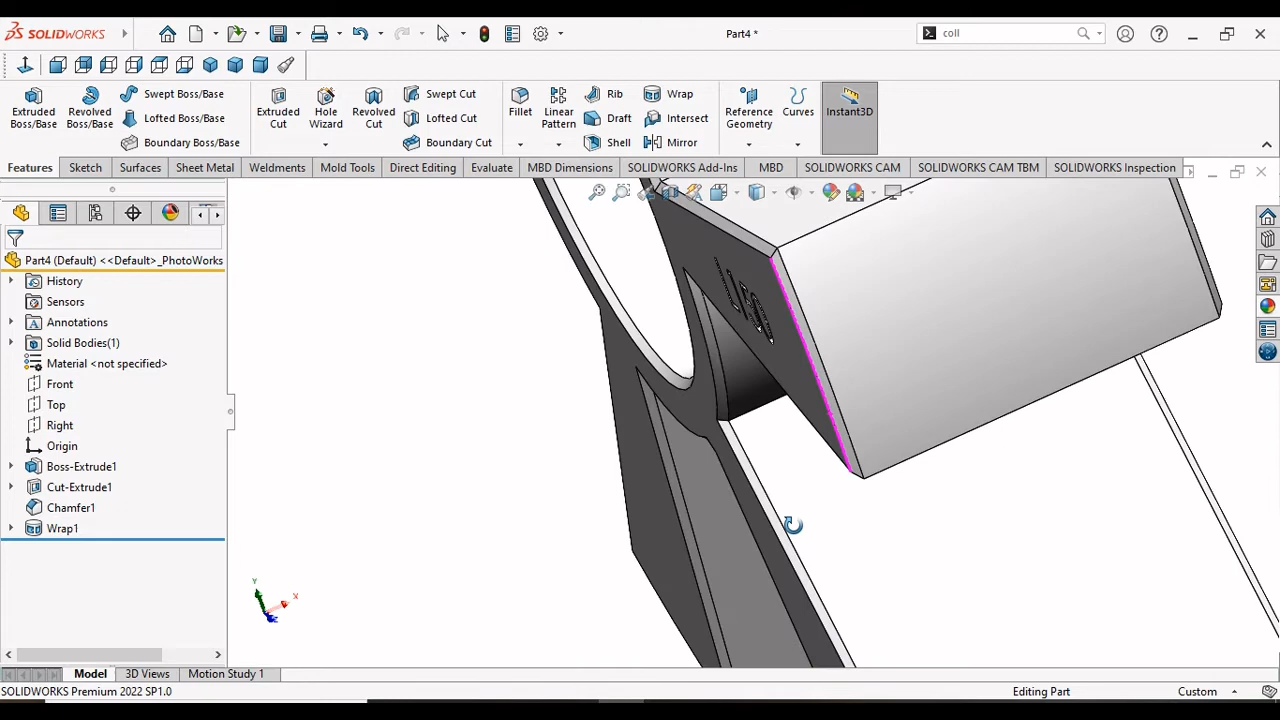 SOLIDWORKS
Part4 *
coll
Extruded Boss/Base
Revolved Boss/Base
Swept Boss/Base
Lofted Boss/Base
Boundary Boss/Base
Extruded Cut
Hole Wizard
Revolved Cut
Swept Cut
Lofted Cut
Boundary Cut
Fillet
Linear Pattern
Rib
Draft
Shell
Wrap
Intersect
Mirror
Reference Geometry
Curves
Instant3D
Features Sketch Surfaces Sheet Metal Weldments Mold Tools Direct Editing Evaluate MBD Dimensions SOLIDWORKS Add-Ins MBD SOLIDWORKS CAM SOLIDWORKS CAM TBM SOLIDWORKS Inspection
Part4 (Default) <<Default>_PhotoWorks
History
Sensors
Annotations
Solid Bodies(1)
Material <not specified>
Front
Top
Right
Origin
Boss-Extrude1
Cut-Extrude1
Chamfer1
Wrap1
Y
X
Z
Model 3D Views Motion Study 1
SOLIDWORKS Premium 2022 SP1.0
Editing Part
Custom